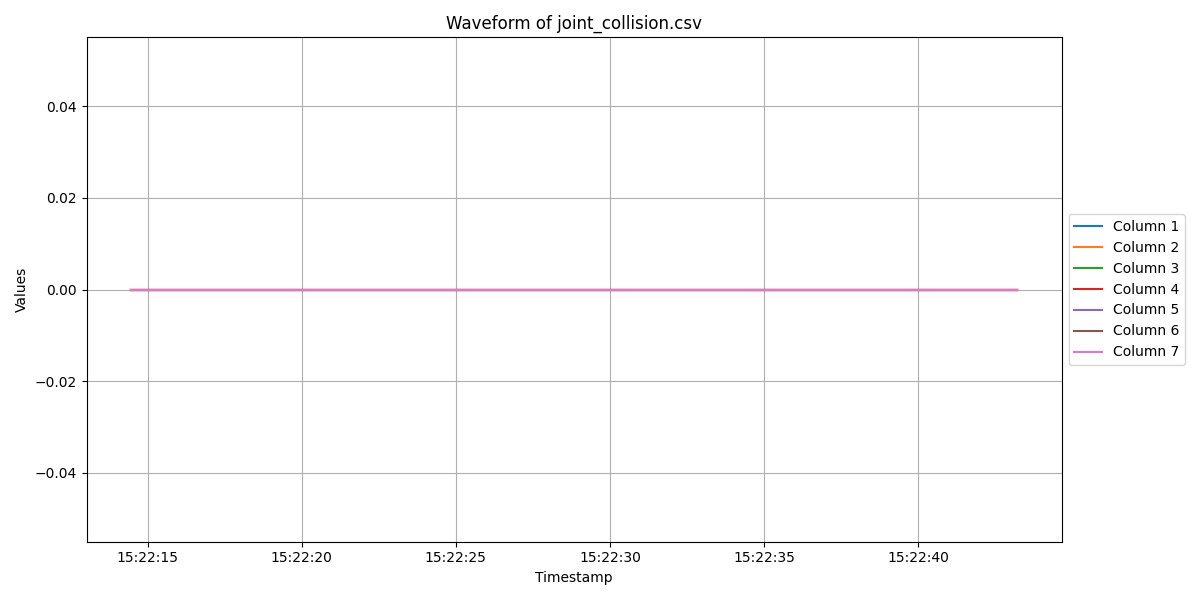 Waveform of joint_collision.csv
0.04
0.02
0.00
−0.02
−0.04
Values
15:22:15 15:22:20 15:22:25 15:22:30 15:22:35 15:22:40
Timestamp
Column 1
Column 2
Column 3
Column 4
Column 5
Column 6
Column 7